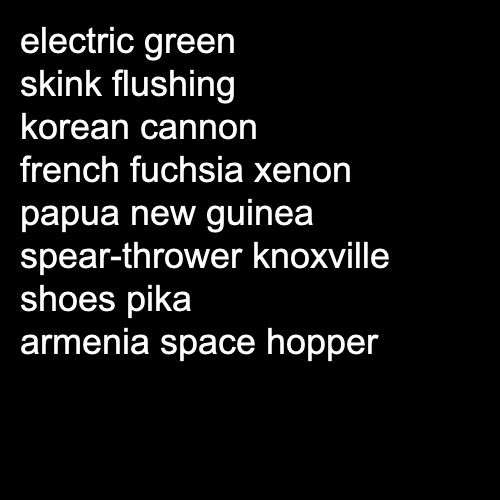 electric green
skink flushing
korean cannon
french fuchsia xenon
papua new guinea
spear-thrower knoxville
shoes pika
armenia space hopper